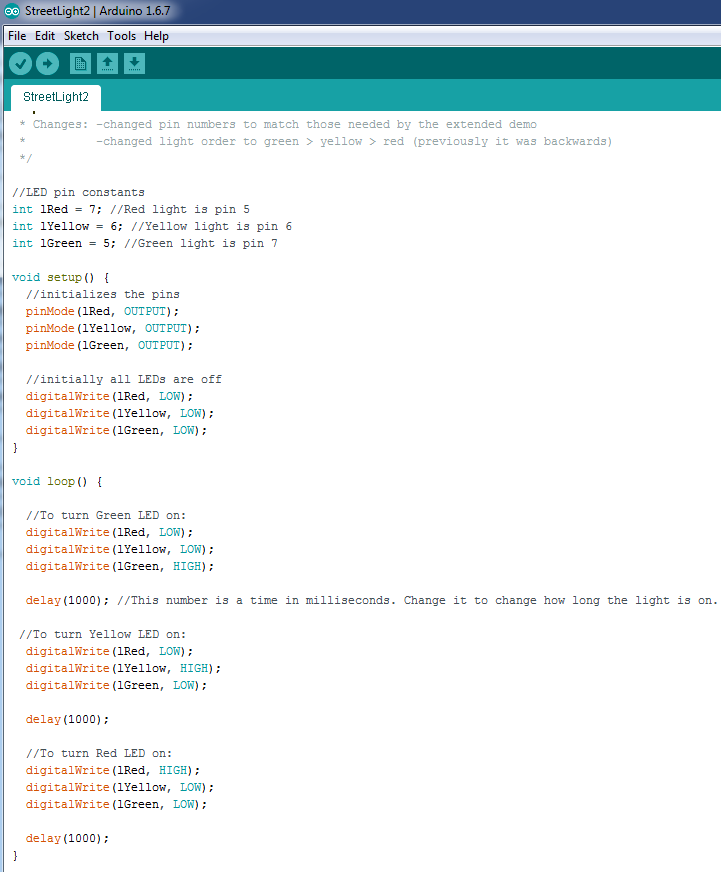 StreetLight2 | Arduino 1.6.7
File Edit Sketch Tools Help
StreetLight2
* Changes: -changed pin numbers to match those needed by the extended demo
* -changed light order to green > yellow > red (previously it was backwards)
*/
//LED pin constants
int lRed = 7; //Red light is pin 5
int lYellow = 6; //Yellow light is pin 6
int lGreen = 5; //Green light is pin 7
void setup() {
//initializes the pins
pinMode(lRed, OUTPUT);
pinMode(lYellow, OUTPUT);
pinMode(lGreen, OUTPUT);
//initially all LEDs are off
digitalWrite(lRed, LOW);
digitalWrite(lYellow, LOW);
digitalWrite(lGreen, LOW);
}
void loop() {
//To turn Green LED on:
digitalWrite(lRed, LOW);
digitalWrite(lYellow, LOW);
digitalWrite(lGreen, HIGH);
delay(1000); //This number is a time in milliseconds. Change it to change how long the light is on.
//To turn Yellow LED on:
digitalWrite(lRed, LOW);
digitalWrite(lYellow, HIGH);
digitalWrite(lGreen, LOW);
delay(1000);
//To turn Red LED on:
digitalWrite(lRed, HIGH);
digitalWrite(lYellow, LOW);
digitalWrite(lGreen, LOW);
delay(1000);
}